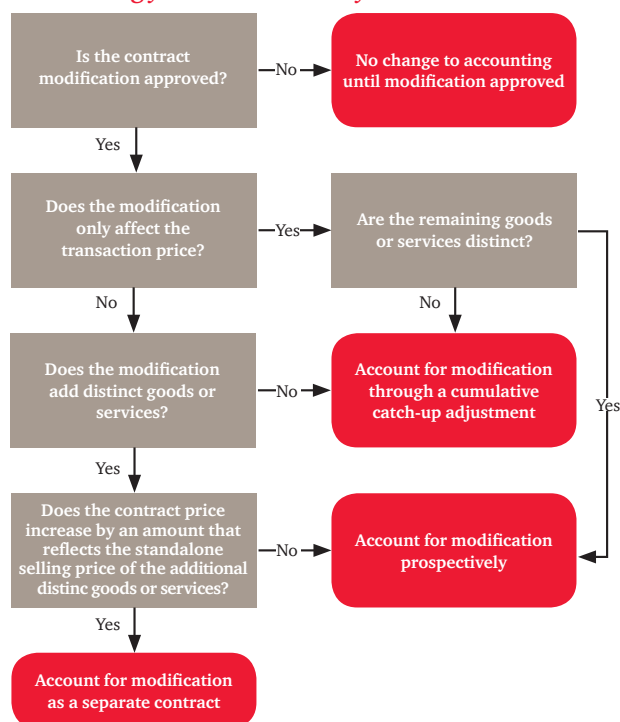 Is the contract
modification approved?
No
No change to accounting
until modification approved
Yes
Does the modification
only affect the
transaction price?
Yes
Are the remaining goods
or services distinct?
No
No
Does the modification
add distinct goods or
services?
No
Account for modification
through a cumulative
catch-up adjustment
Yes
Yes
Does the contract price
increase by an amount that
reflects the standalone
selling price of the additional
distinc goods or services?
No
Account for modification
prospectively
Yes
Account for modification
as a separate contract